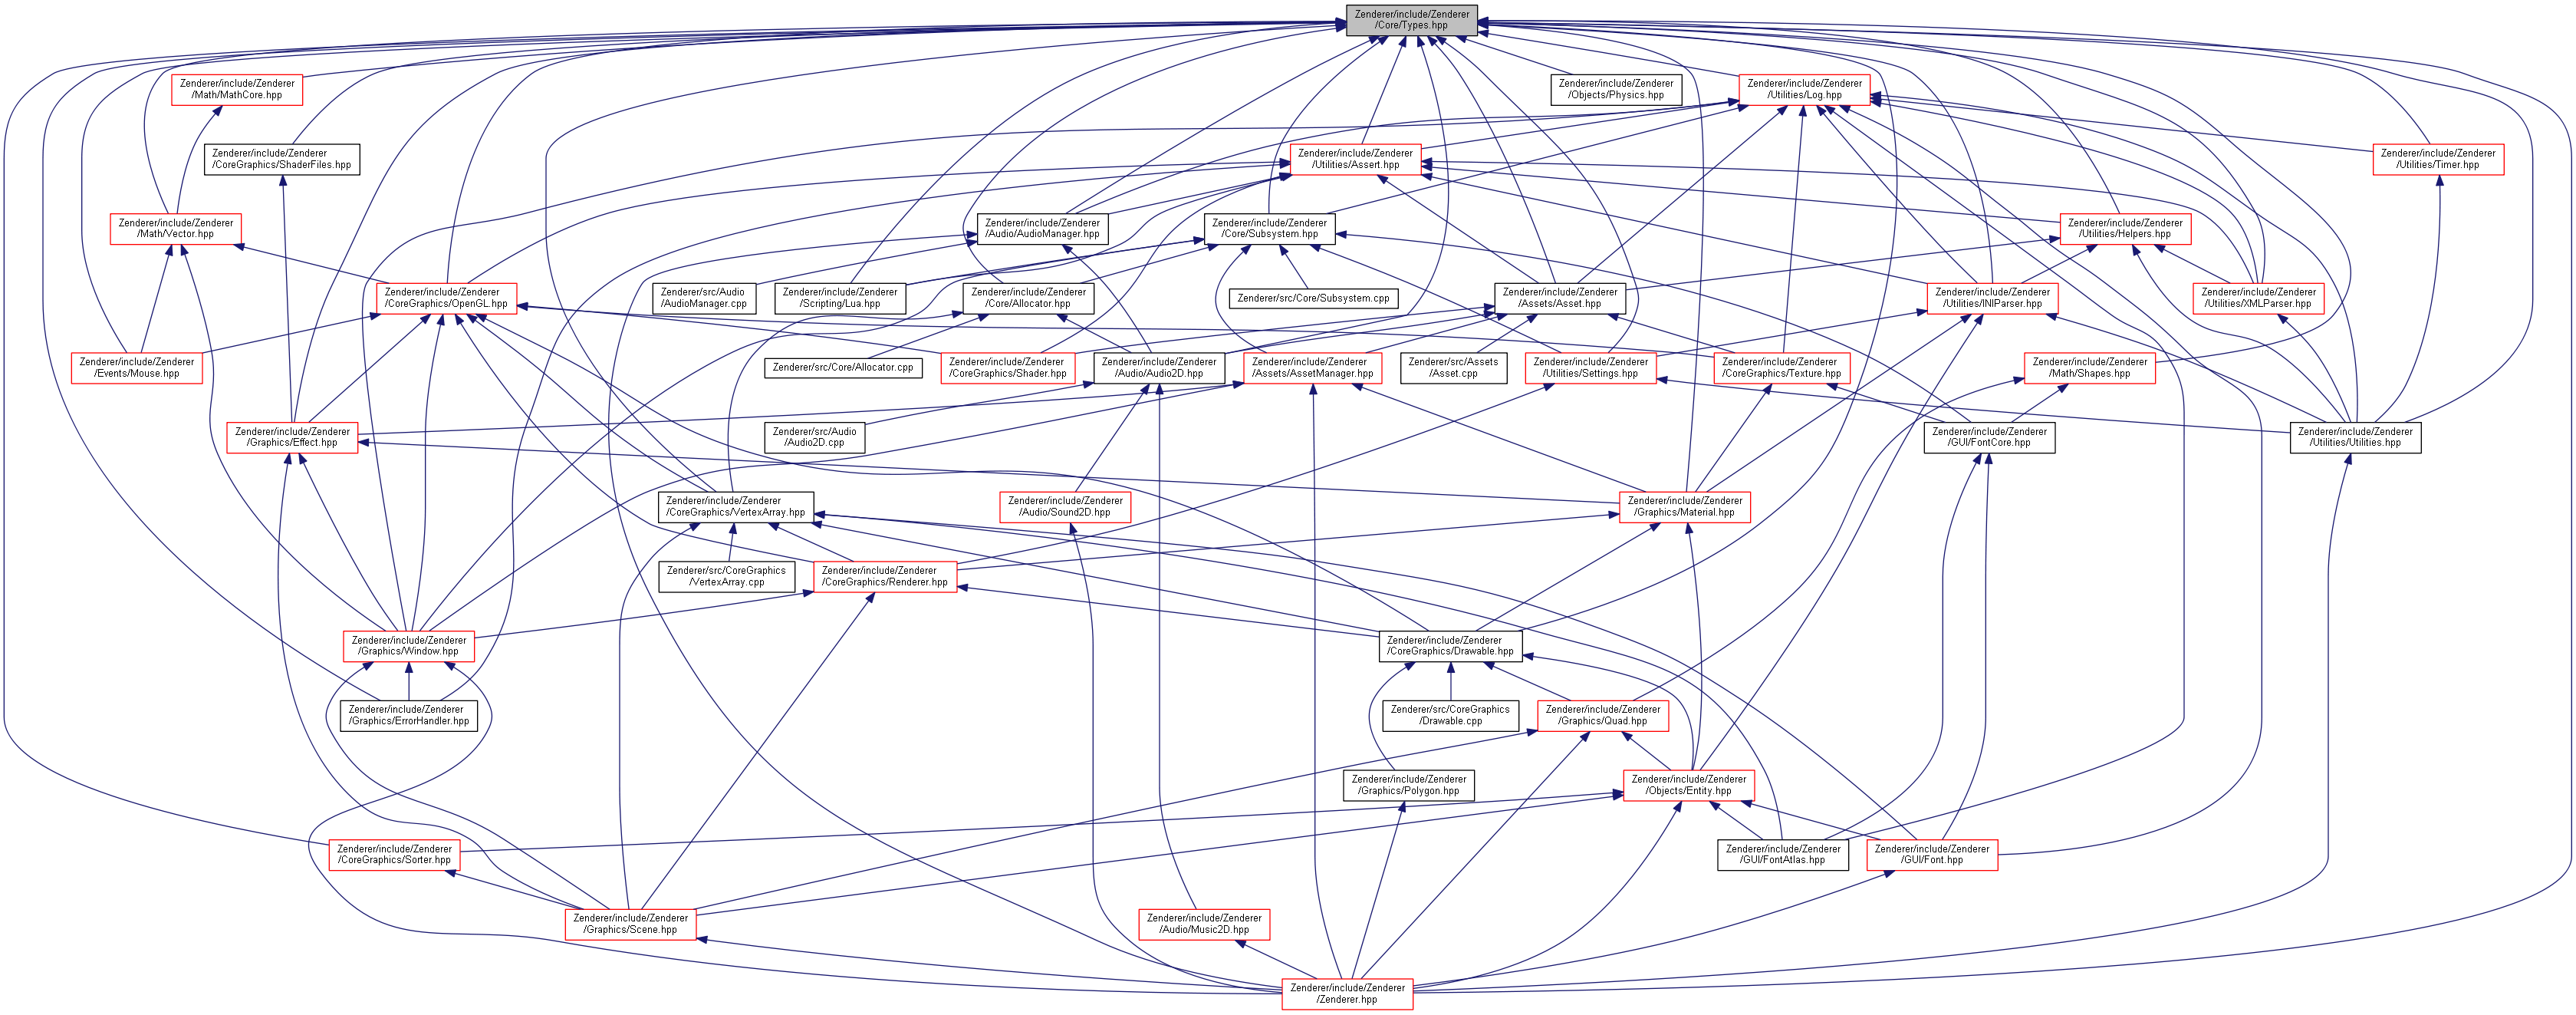 Zenderer/include/Zenderer
/Core/Types.hpp
Zenderer/include/Zenderer
/Math/MathCore.hpp
Zenderer/include/Zenderer
/Objects/Physics.hpp
Zenderer/include/Zenderer
/Utilities/Log.hpp
Zenderer/include/Zenderer
/CoreGraphics/ShaderFiles.hpp
Zenderer/include/Zenderer
/Utilities/Assert.hpp
Zenderer/include/Zenderer
/Utilities/Timer.hpp
Zenderer/include/Zenderer
/Math/Vector.hpp
Zenderer/include/Zenderer
/Audio/AudioManager.hpp
Zenderer/include/Zenderer
/Core/Subsystem.hpp
Zenderer/include/Zenderer
/Utilities/Helpers.hpp
Zenderer/include/Zenderer
/CoreGraphics/OpenGL.hpp
Zenderer/src/Audio
/AudioManager.cpp
Zenderer/include/Zenderer
/Scripting/Lua.hpp
Zenderer/include/Zenderer
/Core/Allocator.hpp
Zenderer/src/Core/Subsystem.cpp
Zenderer/include/Zenderer
/Assets/Asset.hpp
Zenderer/include/Zenderer
/Utilities/INIParser.hpp
Zenderer/include/Zenderer
/Utilities/XMLParser.hpp
Zenderer/include/Zenderer
/Events/Mouse.hpp
Zenderer/src/Core/Allocator.cpp
Zenderer/include/Zenderer
/CoreGraphics/Shader.hpp
Zenderer/include/Zenderer
/Audio/Audio2D.hpp
Zenderer/include/Zenderer
/Assets/AssetManager.hpp
Zenderer/src/Assets
/Asset.cpp
Zenderer/include/Zenderer
/Utilities/Settings.hpp
Zenderer/include/Zenderer
/CoreGraphics/Texture.hpp
Zenderer/include/Zenderer
/Math/Shapes.hpp
Zenderer/include/Zenderer
/Graphics/Effect.hpp
Zenderer/src/Audio
/Audio2D.cpp
Zenderer/include/Zenderer
/GUI/FontCore.hpp
Zenderer/include/Zenderer
/Utilities/Utilities.hpp
Zenderer/include/Zenderer
/CoreGraphics/VertexArray.hpp
Zenderer/include/Zenderer
/Audio/Sound2D.hpp
Zenderer/include/Zenderer
/Graphics/Material.hpp
Zenderer/src/CoreGraphics
/VertexArray.cpp
Zenderer/include/Zenderer
/CoreGraphics/Renderer.hpp
Zenderer/include/Zenderer
/Graphics/Window.hpp
Zenderer/include/Zenderer
/CoreGraphics/Drawable.hpp
Zenderer/include/Zenderer
/Graphics/ErrorHandler.hpp
Zenderer/src/CoreGraphics
/Drawable.cpp
Zenderer/include/Zenderer
/Graphics/Quad.hpp
Zenderer/include/Zenderer
/Graphics/Polygon.hpp
Zenderer/include/Zenderer
/Objects/Entity.hpp
Zenderer/include/Zenderer
/CoreGraphics/Sorter.hpp
Zenderer/include/Zenderer
/GUI/FontAtlas.hpp
Zenderer/include/Zenderer
/GUI/Font.hpp
Zenderer/include/Zenderer
/Graphics/Scene.hpp
Zenderer/include/Zenderer
/Audio/Music2D.hpp
Zenderer/include/Zenderer
/Zenderer.hpp